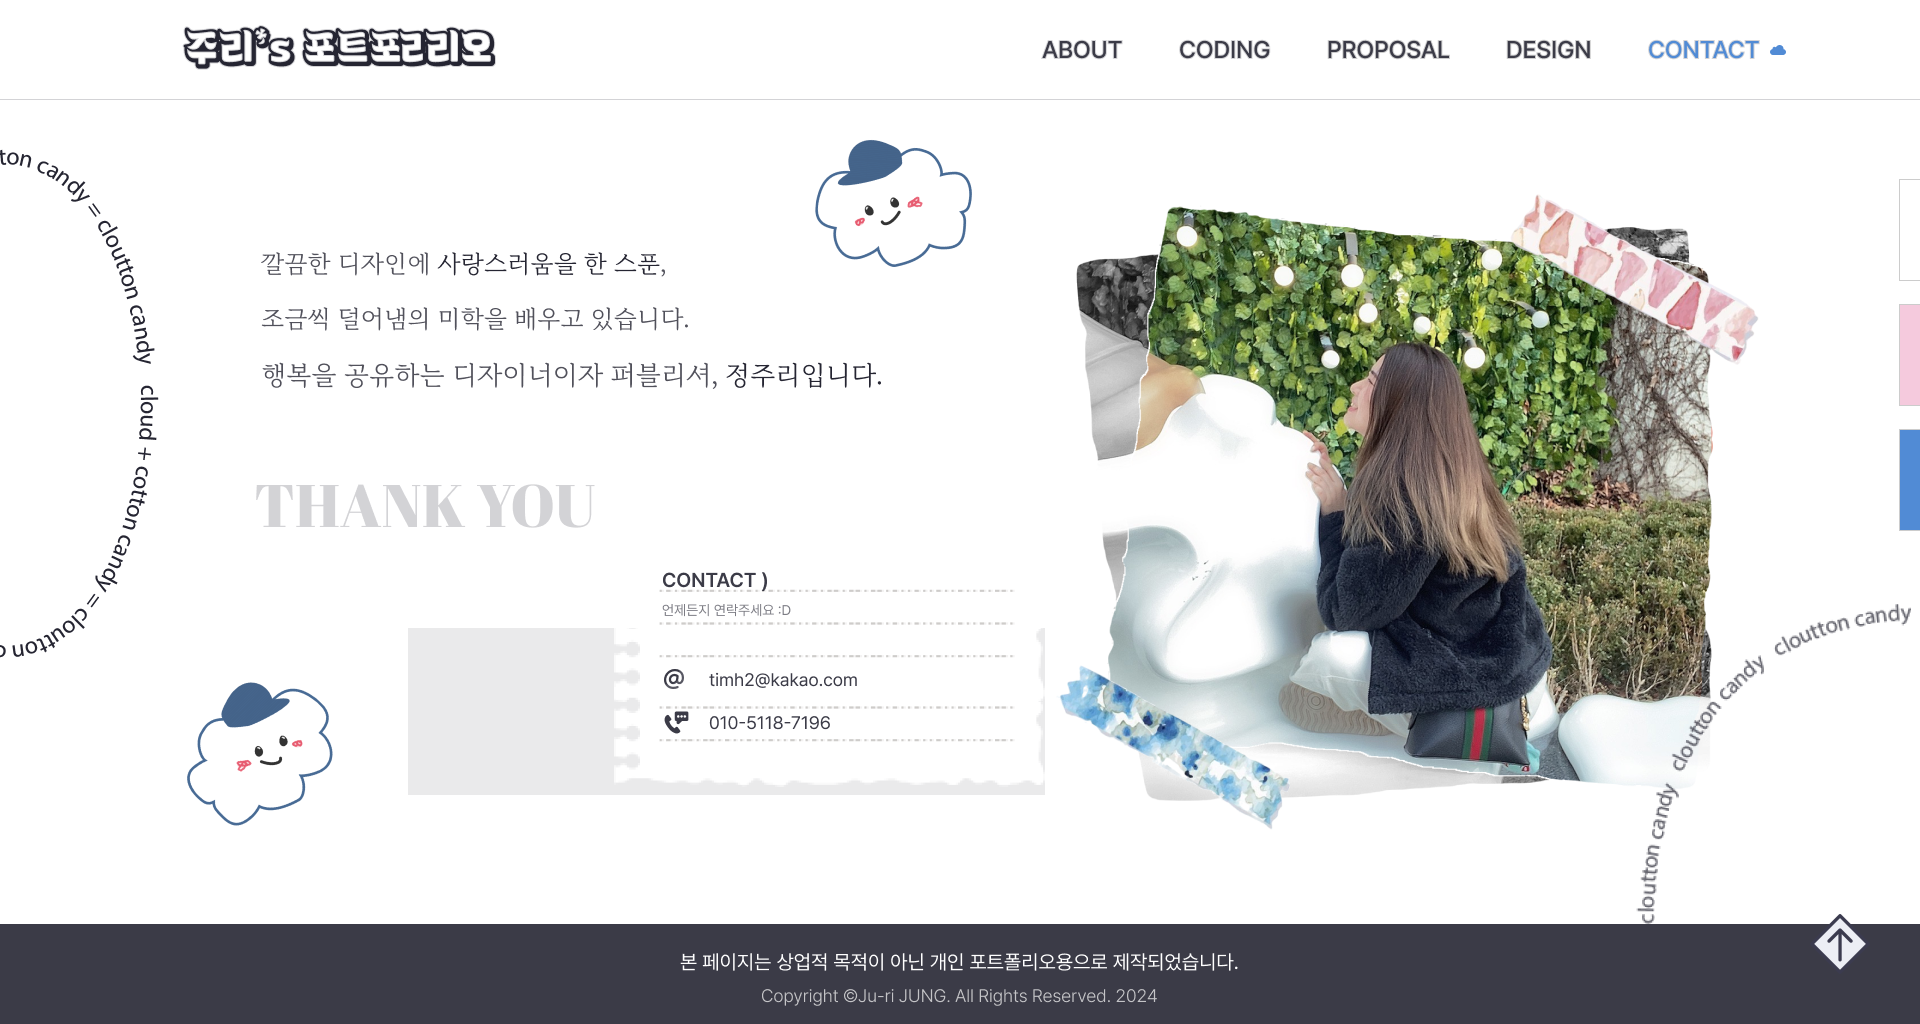 주리's 포트포리리오
ABOUT
CODING
PROPOSAL
DESIGN
CONTACT
tton candy = cloutton candy
cloud + cotton candy = cloutton c
깔끔한 디자인에 사랑스러움을 한 스푼,
조금씩 덜어냄의 미학을 배우고 있습니다.
행복을 공유하는 디자이너이자 퍼블리셔, 정주리입니다.
THANK YOU
CONTACT )
언제든지 연락주세요 :D
timh2@kakao.com
010-5118-7196
cloutton candy cloutton candy cloutton candy
본 페이지는 상업적 목적이 아닌 개인 포트폴리오용으로 제작되었습니다.
Copyright ©Ju-ri JUNG. All Rights Reserved. 2024